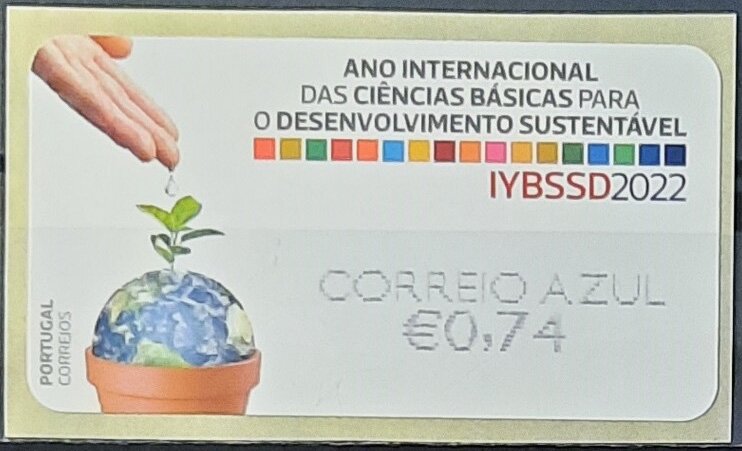 ANO INTERNACIONAL
DAS CIÊNCIAS BÁSICAS PARA
O DESENVOLVIMENTO SUSTENTÁVEL
IYBSSD2022
CORREIO AZUL
€0,74
PORTUGAL
CORREIOS